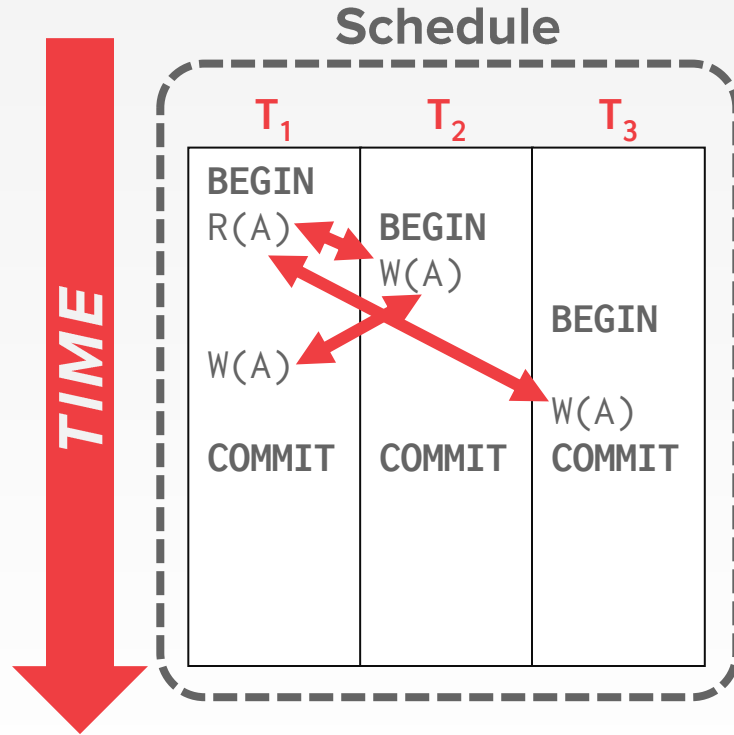 Schedule
TIME
T₁ T₂ T₃
BEGIN
R(A) BEGIN
W(A)
BEGIN
W(A)
W(A)
COMMIT COMMIT COMMIT